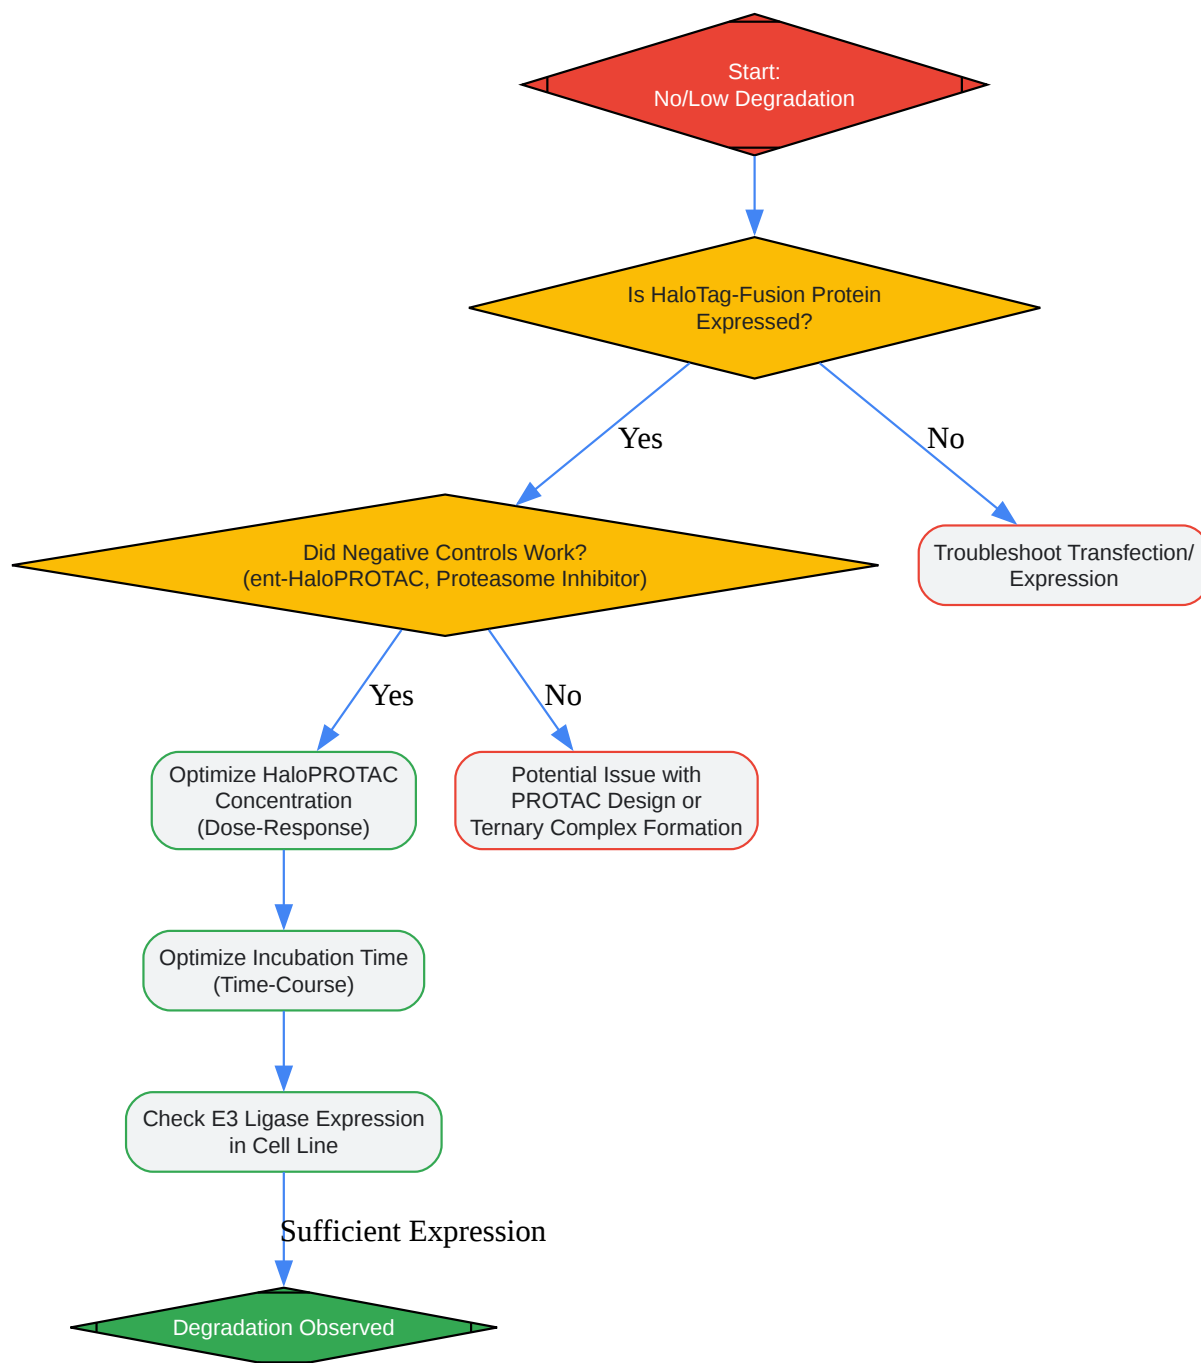 Start:
No/Low Degradation
Is HaloTag-Fusion Protein
Expressed?
Yes
No
Did Negative Controls Work?
(ent-HaloPROTAC, Proteasome Inhibitor)
Troubleshoot Transfection/
Expression
Yes
No
Optimize HaloPROTAC
Concentration
(Dose-Response)
Potential Issue with
PROTAC Design or
Ternary Complex Formation
Optimize Incubation Time
(Time-Course)
Check E3 Ligase Expression
in Cell Line
Sufficient Expression
Degradation Observed